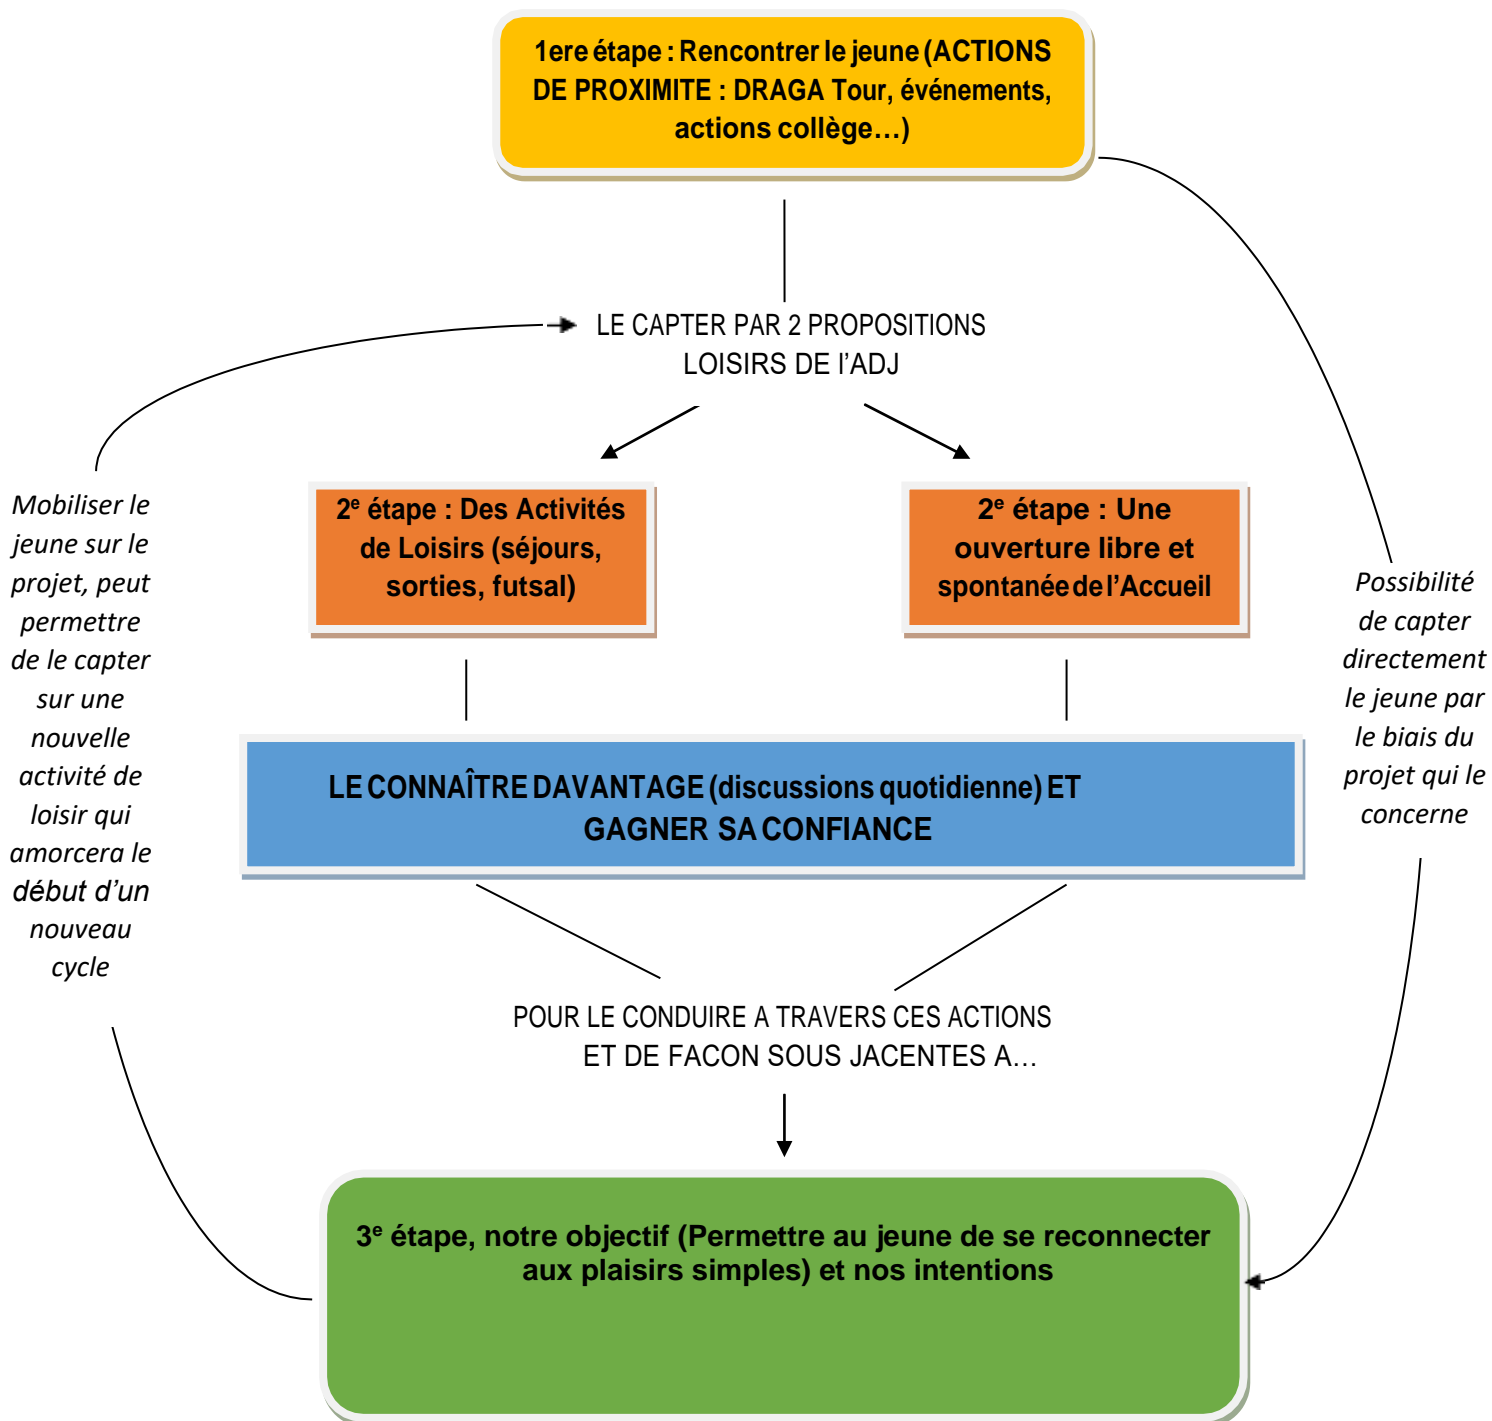 1ere étape : Rencontrer le jeune (ACTIONS
DE PROXIMITE : DRAGA Tour, événements,
actions collège…)
LE CAPTER PAR 2 PROPOSITIONS
LOISIRS DE l’ADJ
Mobiliser le
jeune sur le
projet, peut
permettre
de le capter
sur une
nouvelle
activité de
loisir qui
amorcera le
début d’un
nouveau
cycle
2e étape : Des Activités
de Loisirs (séjours,
sorties, futsal)
2e étape : Une
ouverture libre et
spontanée de l’Accueil
Possibilité
de capter
directement
le jeune par
le biais du
projet qui le
concerne
LE CONNAÎTRE DAVANTAGE (discussions quotidienne) ET
GAGNER SA CONFIANCE
POUR LE CONDUIRE A TRAVERS CES ACTIONS
ET DE FACON SOUS JACENTES A…
3e étape, notre objectif (Permettre au jeune de se reconnecter
aux plaisirs simples) et nos intentions